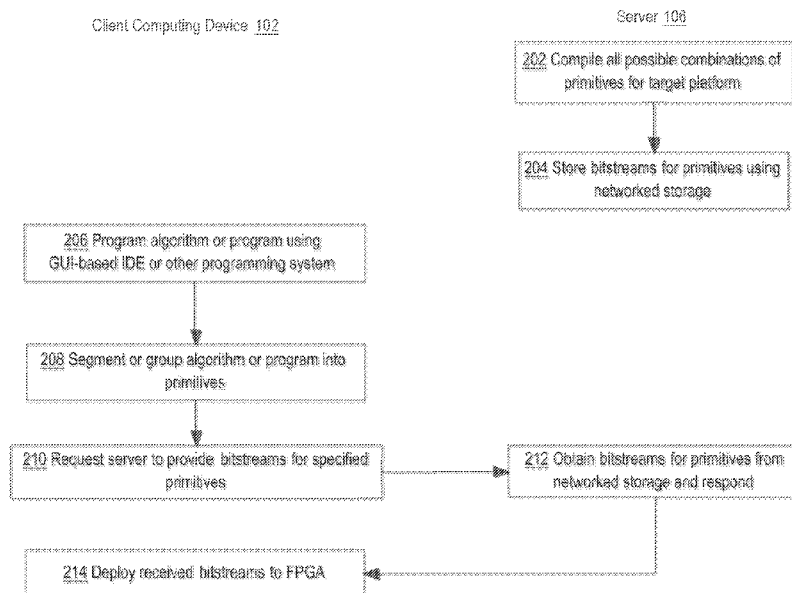 Client Computing Device 102
Server 106
202 Compile all possible combinations of
primitives for target platform
204 Store bitstreams for primitives using
networked storage
206 Program algorithm or program using
GUI-based IDE or other programming system
208 Segment or group algorithm or program into
primitives
210 Request server to provide bitstreams for specified
primitives
212 Obtain bitstreams for primitives from
networked storage and respond
214 Deploy received bitstreams to FPGA